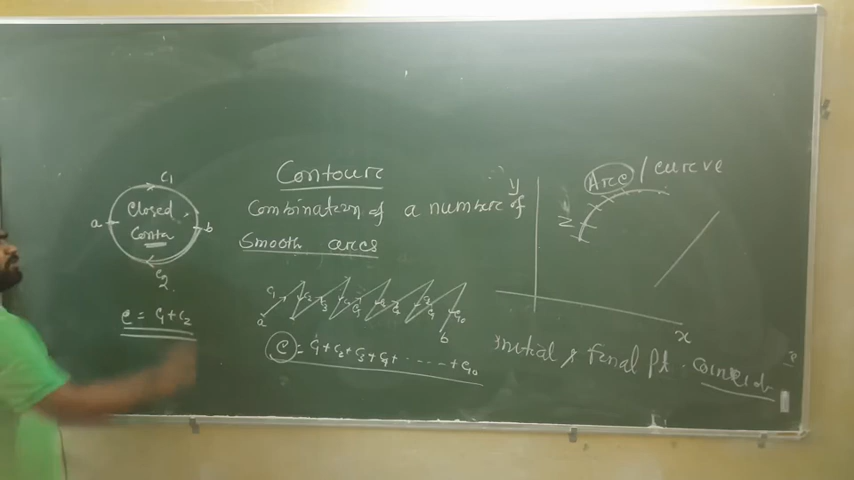 Contour
Combination of a number of
Smooth arcs
c1
a
Closed
Conta
b
c2
C = C1 + C2
C1
a
b
C10
C = C1 + C2 + C3 + C4 + ...... + C10
y
Arc / curve
Z
x
Initial & final pt. coincide